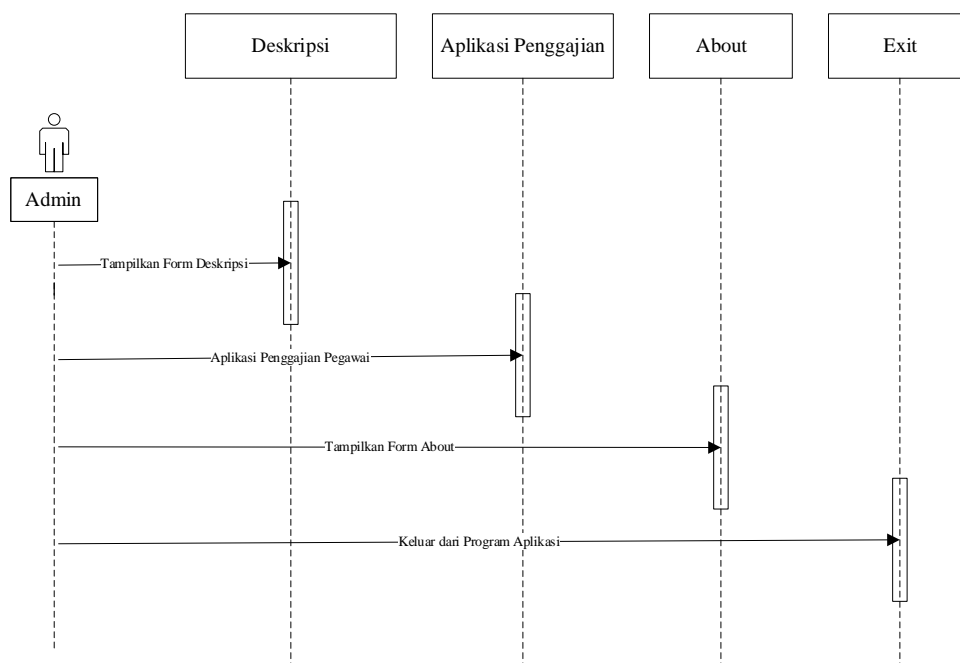 Deskripsi
Aplikasi Penggajian
About
Exit
Admin
Tampilkan Form Deskripsi
Aplikasi Penggajian Pegawai
Tampilkan Form About
Keluar dari Program Aplikasi